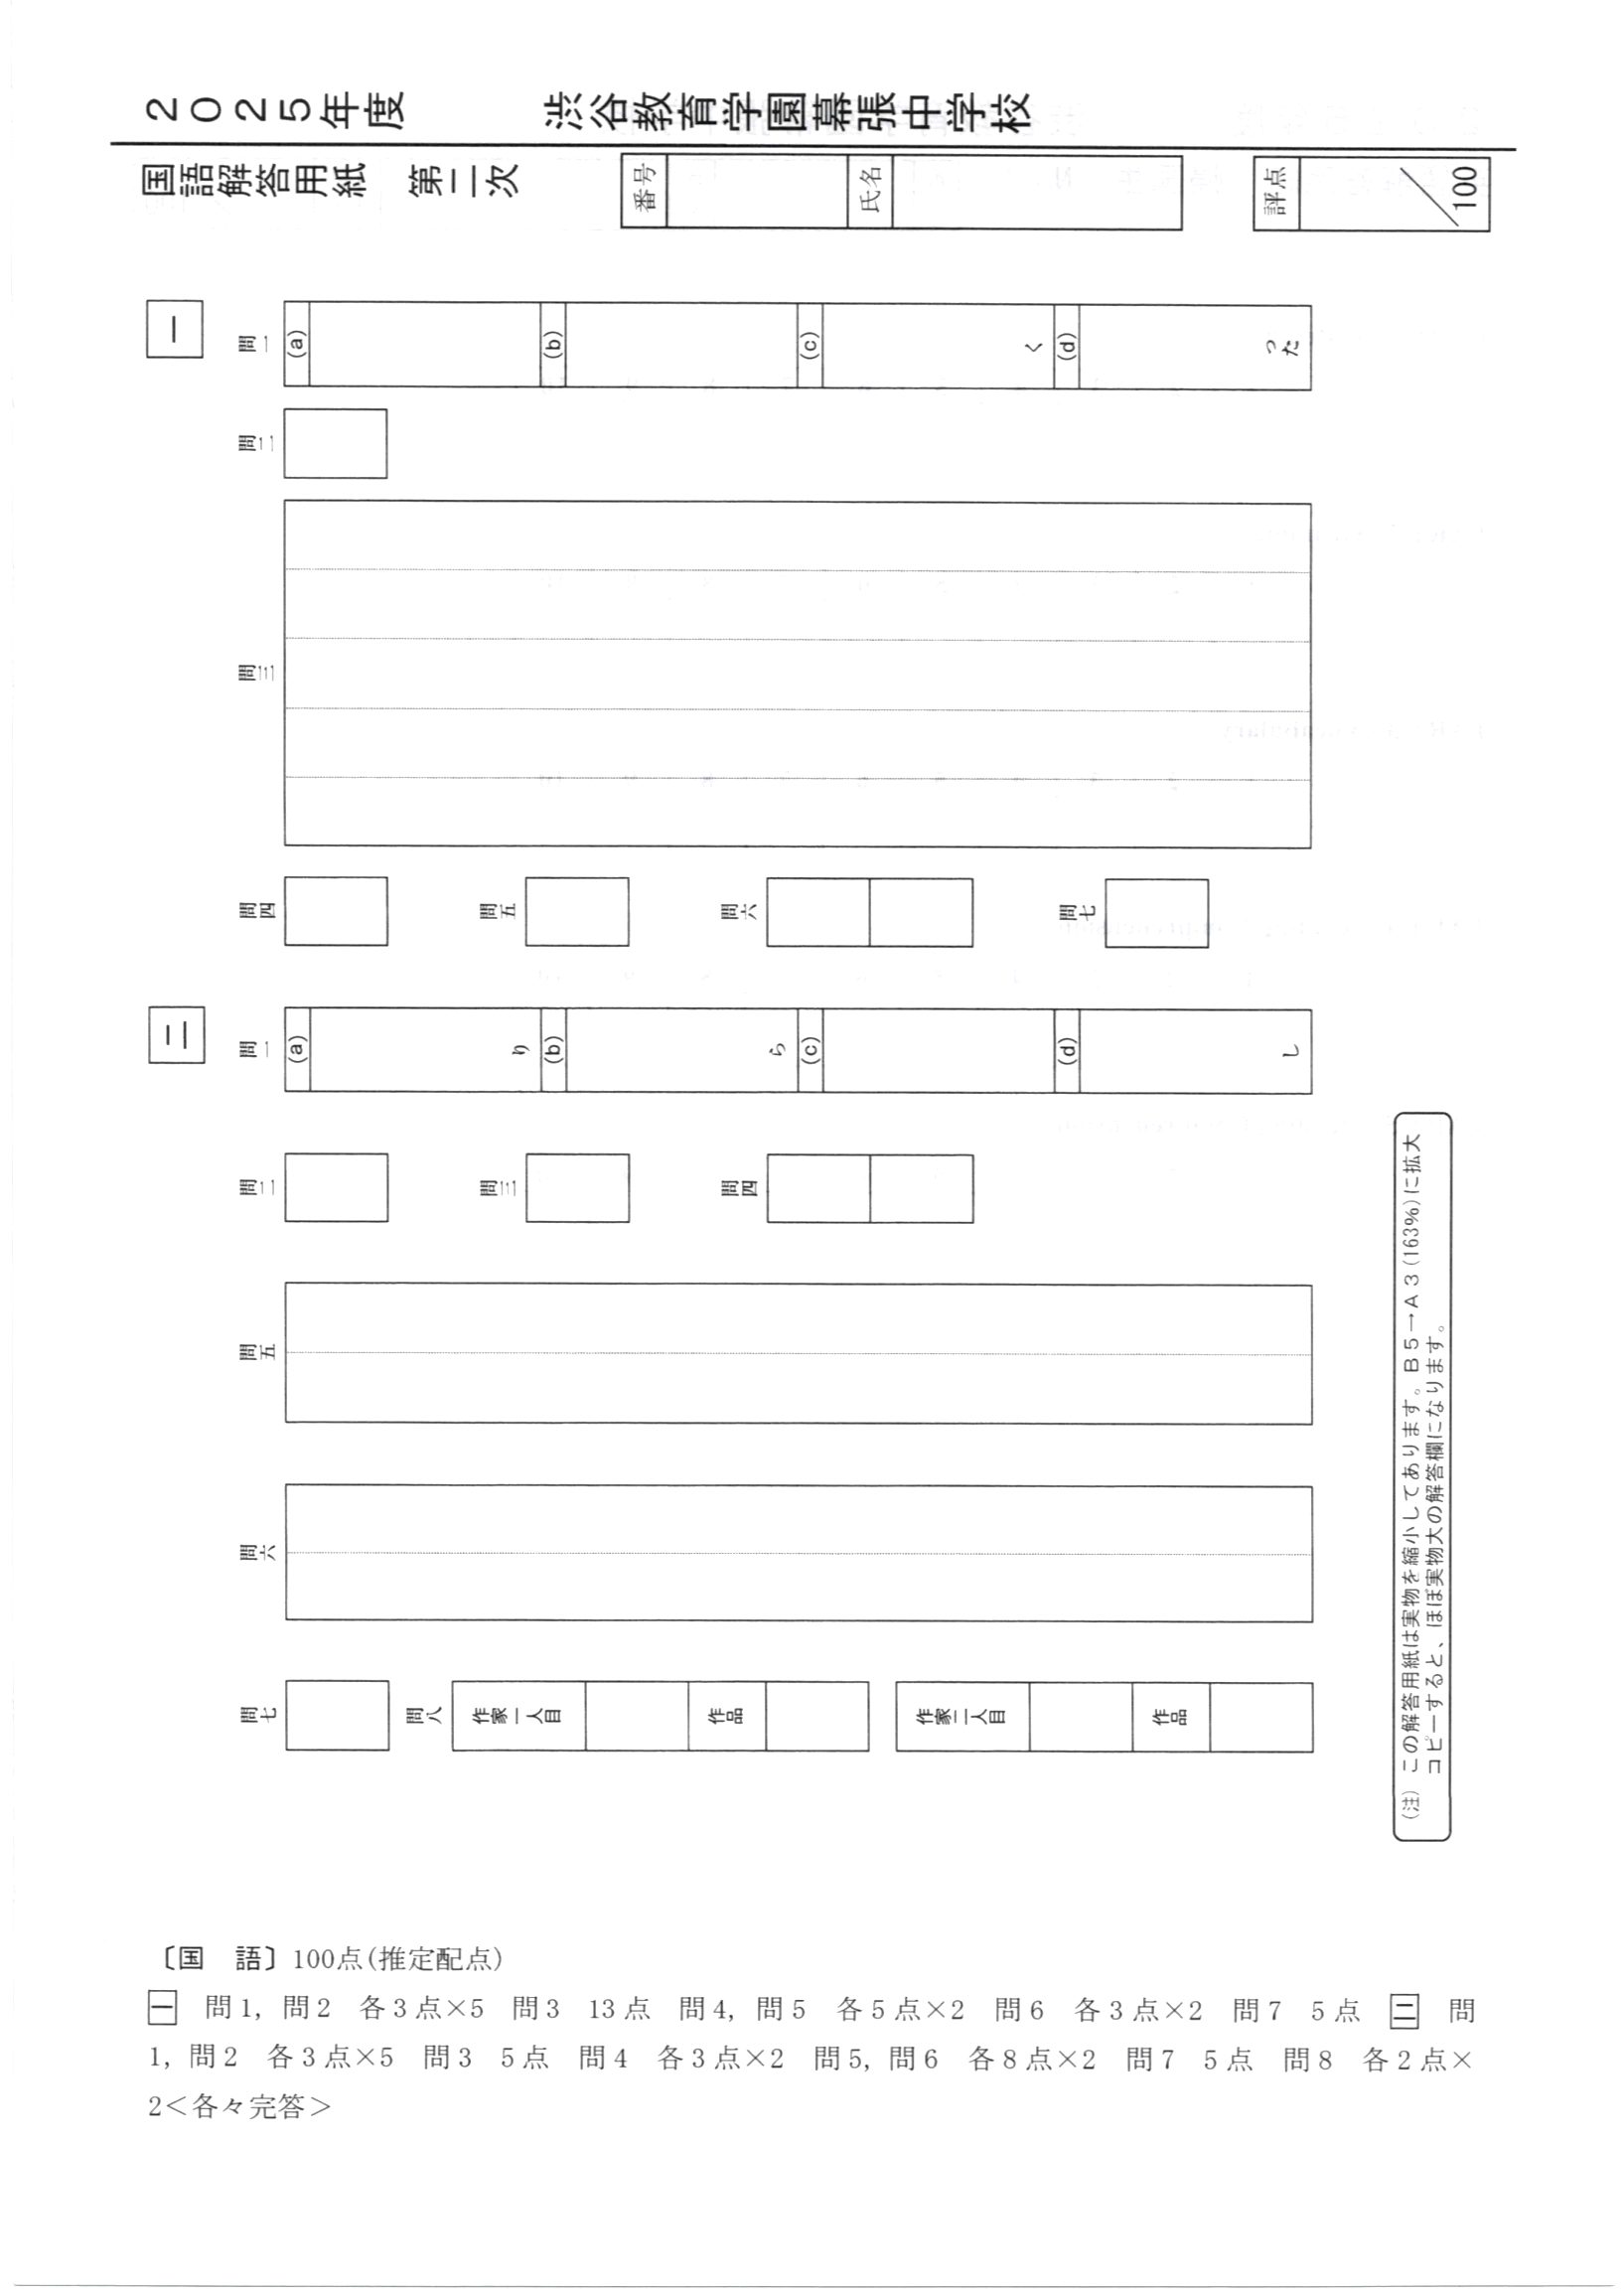 2025年度 渋谷教育学園幕張中学校
国語解答用紙 第二次
番号 氏名 評点 /100
一
問一 (a) (b) (c) く (d) った
問二
問三
問四 問五 問六 問七
二
問一 (a) り (b) ら (c) (d) し
問二 問三 問四
問五
問六
問七 問八 作家一人目 作品 作家二人目 作品
(注) この解答用紙は実物を縮小してあります。B5→A3(163%)に拡大
コピーすると、ほぼ実物大の解答欄になります。
〔国 語〕100点(推定配点)
一 問1, 問2 各3点×5 問3 13点 問4, 問5 各5点×2 問6 各3点×2 問7 5点 二 問
1, 問2 各3点×5 問3 5点 問4 各3点×2 問5, 問6 各8点×2 問7 5点 問8 各2点×
2<各々完答>